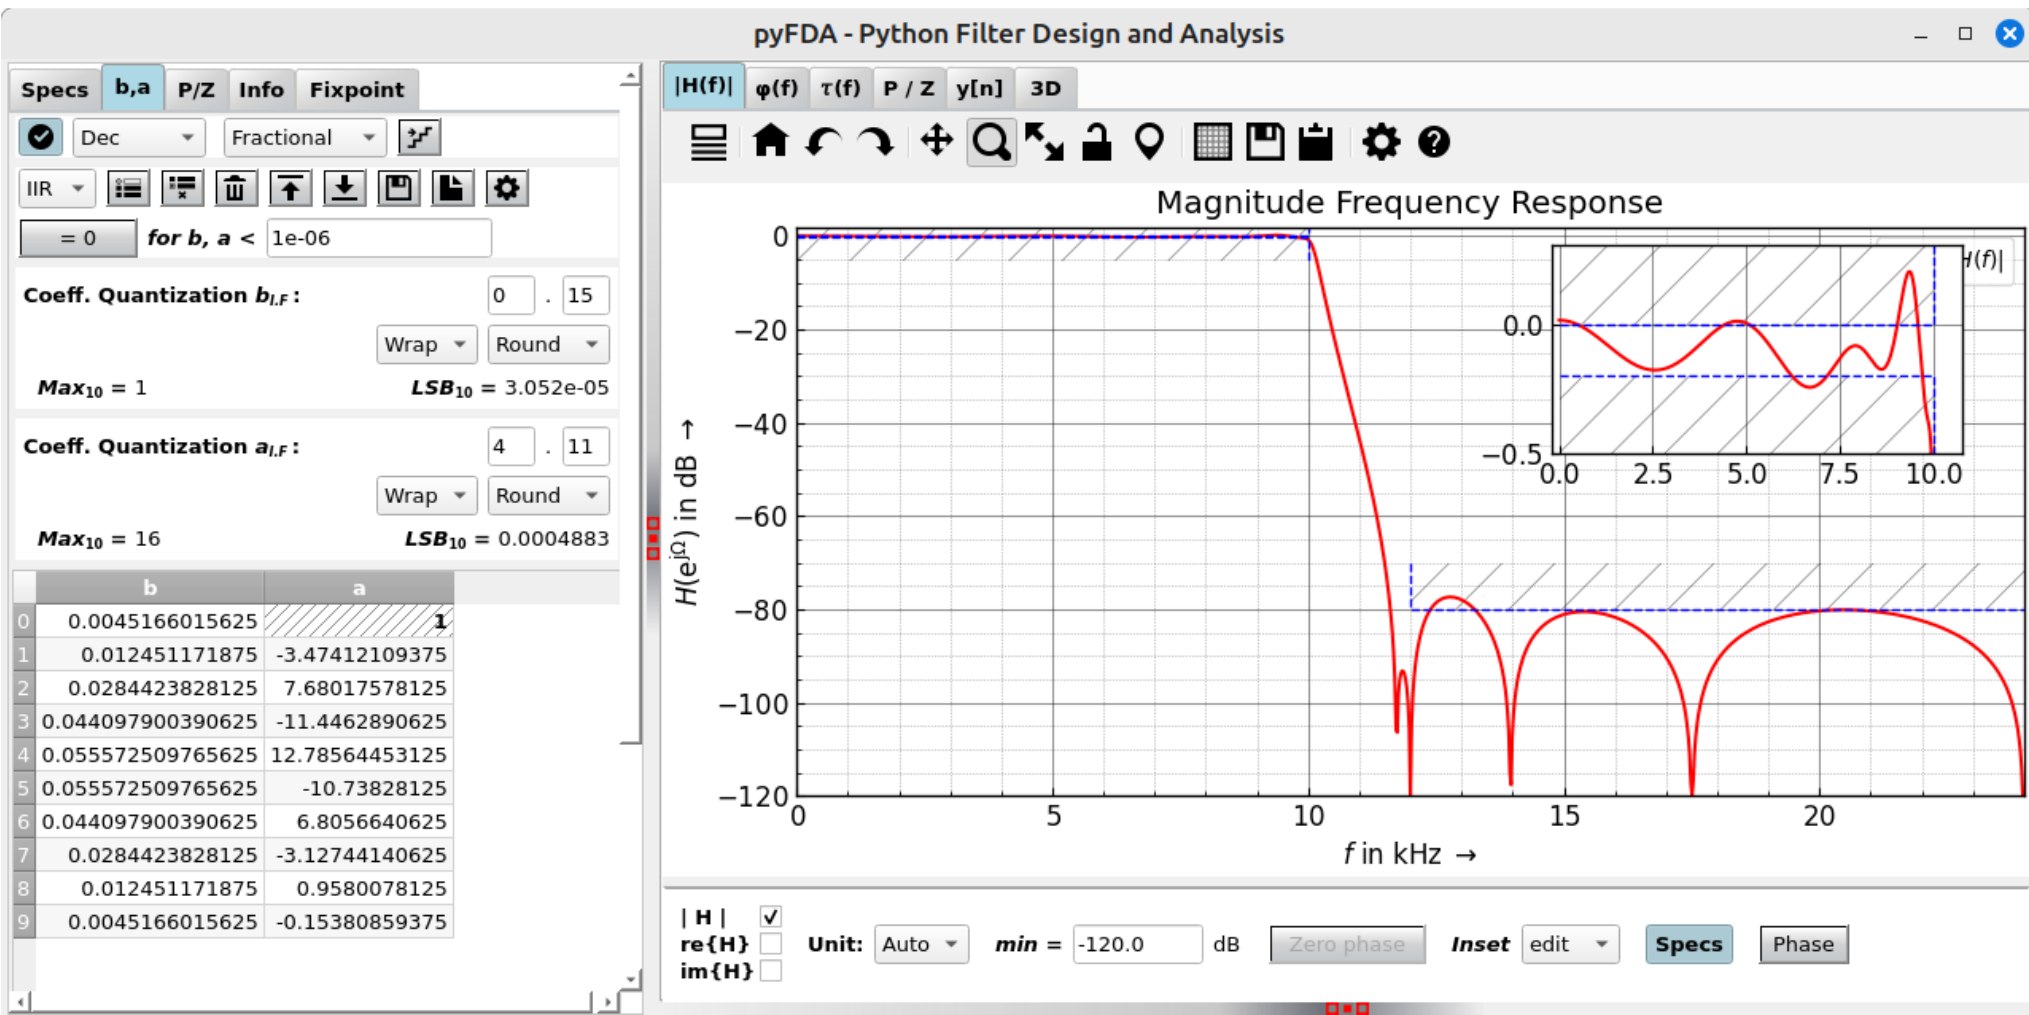 pyFDA - Python Filter Design and Analysis
Specs b,a P/Z Info Fixpoint
Dec Fractional
IIR
= 0 for b, a < 1e-06
Coeff. Quantization bI.F : 0 . 15
Wrap Round
Max10 = 1 LSB10 = 3.052e-05
Coeff. Quantization aI.F : 4 . 11
Wrap Round
Max10 = 16 LSB10 = 0.0004883
b a
0 0.0045166015625 1
1 0.012451171875 -3.47412109375
2 0.0284423828125 7.68017578125
3 0.044097900390625 -11.4462890625
4 0.055572509765625 12.78564453125
5 0.055572509765625 -10.73828125
6 0.044097900390625 6.8056640625
7 0.0284423828125 -3.12744140625
8 0.012451171875 0.9580078125
9 0.0045166015625 -0.15380859375
|H(f)| φ(f) τ(f) P / Z y[n] 3D
Magnitude Frequency Response
H(e^jΩ) in dB →
0
−20
−40
−60
−80
−100
−120
0 5 10 15 20
f in kHz →
H(f)|
0.0
−0.5
0.0 2.5 5.0 7.5 10.0
| H |
re{H}
im{H}
Unit: Auto min = -120.0 dB Zero phase Inset edit Specs Phase